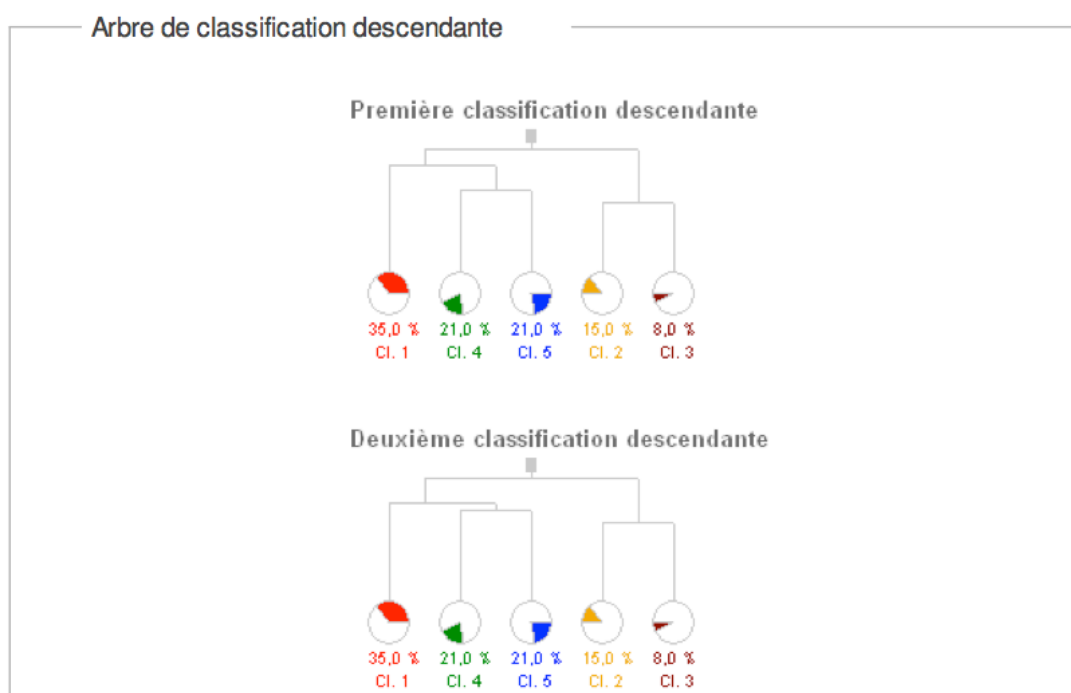 Arbre de classification descendante
Première classification descendante
35,0 % 21,0 % 21,0 % 15,0 % 8,0 %
Cl. 1 Cl. 4 Cl. 5 Cl. 2 Cl. 3
Deuxième classification descendante
35,0 % 21,0 % 21,0 % 15,0 % 8,0 %
Cl. 1 Cl. 4 Cl. 5 Cl. 2 Cl. 3